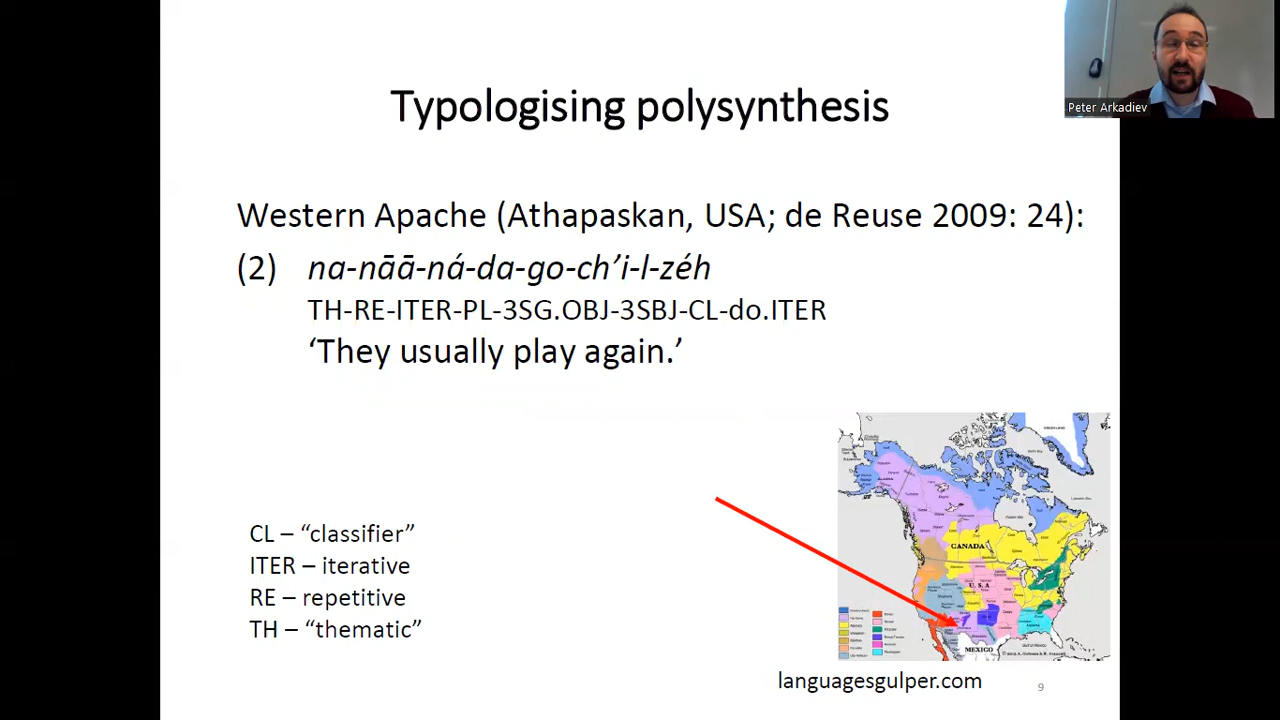 Peter Arkadiev
Typologising polysynthesis
Western Apache (Athapaskan, USA; de Reuse 2009: 24):
(2) na-nāā-ná-da-go-ch’i-l-zéh
TH-RE-ITER-PL-3SG.OBJ-3SBJ-CL-do.ITER
‘They usually play again.’
CL – “classifier”
ITER – iterative
RE – repetitive
TH – “thematic”
CANADA
U. S. A
MEXICO
languagesgulper.com
9